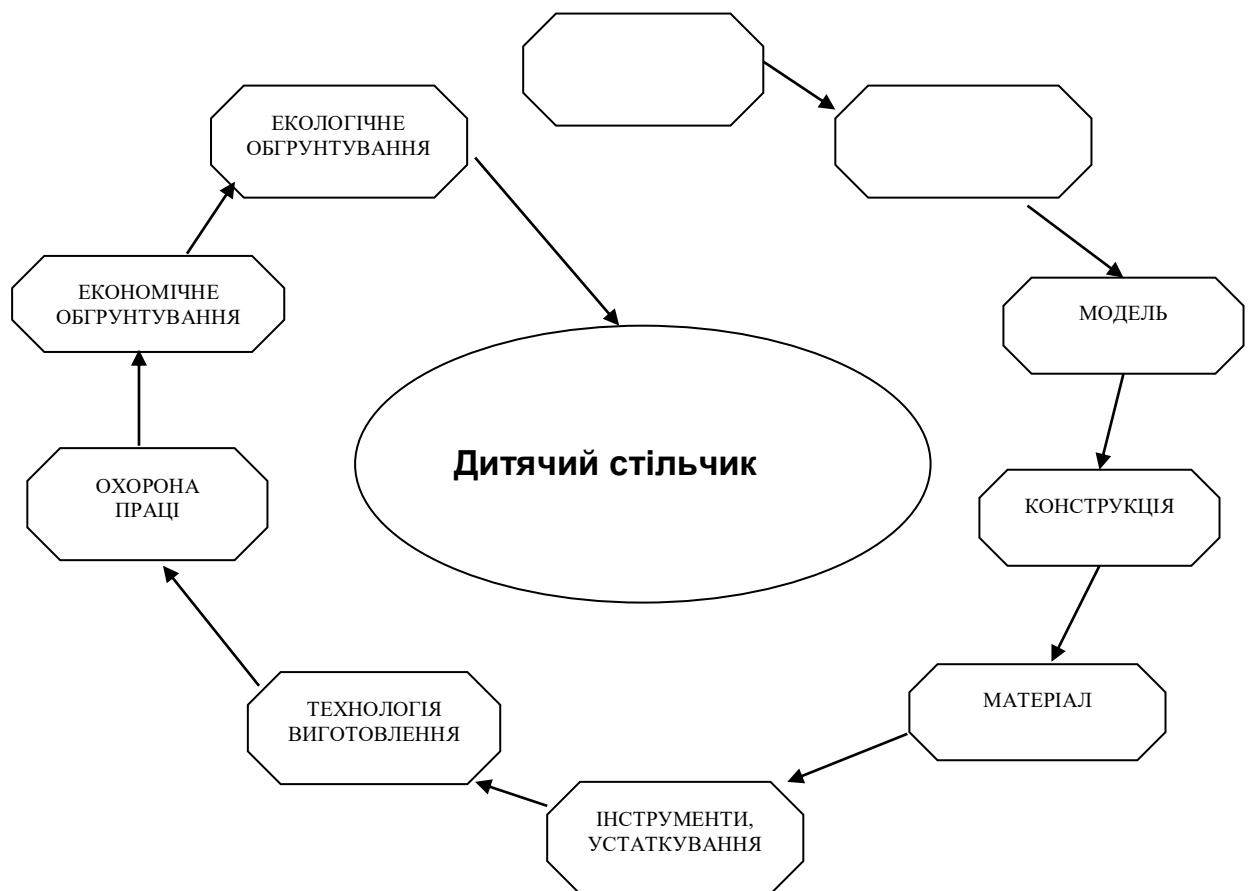 ЕКОЛОГІЧНЕ
ОБГРУНТУВАННЯ
ЕКОНОМІЧНЕ
ОБГРУНТУВАННЯ
МОДЕЛЬ
Дитячий стільчик
ОХОРОНА
ПРАЦІ
КОНСТРУКЦІЯ
ТЕХНОЛОГІЯ
ВИГОТОВЛЕННЯ
МАТЕРІАЛ
ІНСТРУМЕНТИ,
УСТАТКУВАННЯ